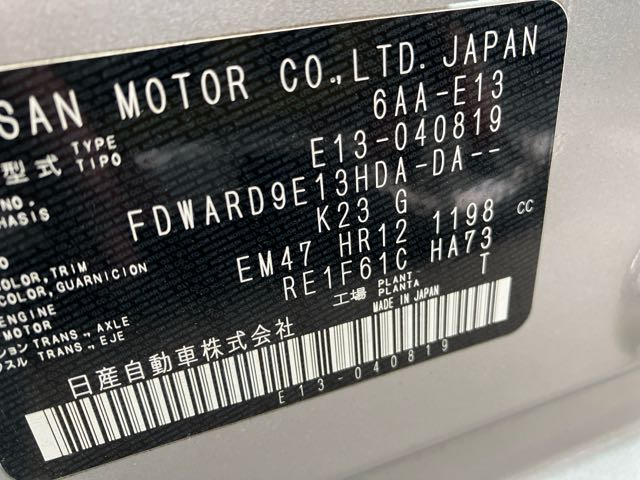 SAN MOTOR CO.,LTD. JAPAN
型式 TYPE TIPO 6AA-E13
NO. CHASIS E13-040819
FDWARD9E13HDA-DA--
COLOR, TRIM K23 G
COLOR, GUARNICION
ENGINE MOTOR EM47 HR12 1198 CC
TRANS., AXLE RE1F61C HA73
TRANS., EJE
工場 PLANT PLANTA T
MADE IN JAPAN
日産自動車株式会社
E13-040819